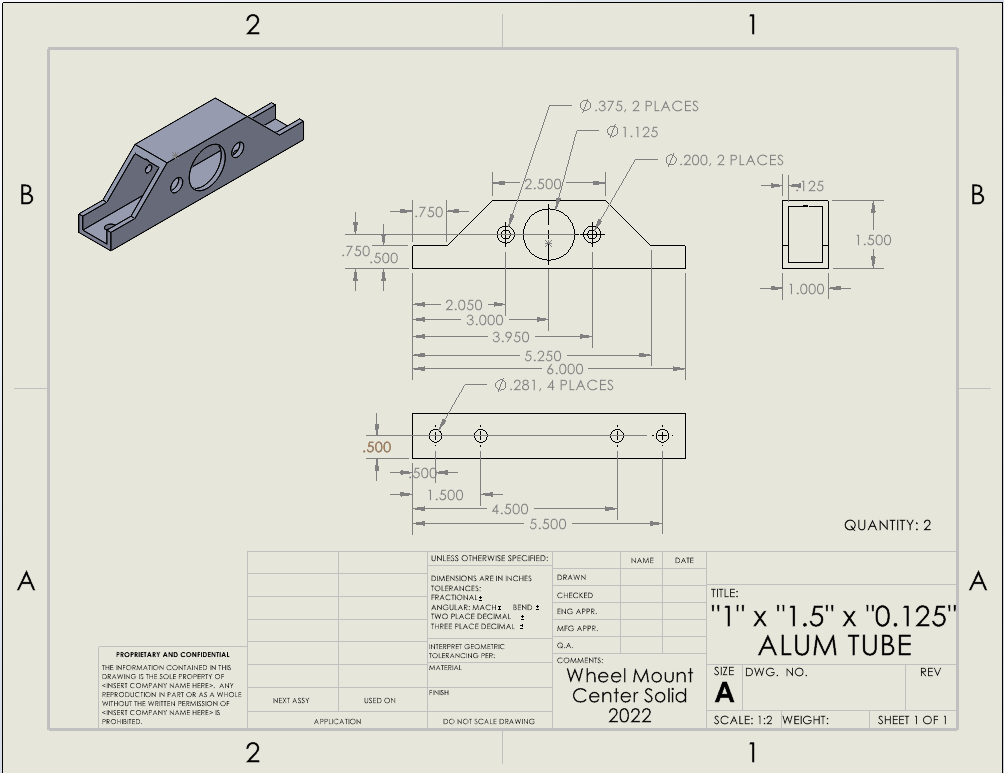 2
1
B
B
Ø.375, 2 PLACES
Ø1.125
Ø.200, 2 PLACES
2.500
.750
.750
.500
.125
1.500
1.000
2.050
3.000
3.950
5.250
6.000
Ø.281, 4 PLACES
.500
.500
1.500
4.500
5.500
QUANTITY: 2
A
A
PROPRIETARY AND CONFIDENTIAL
THE INFORMATION CONTAINED IN THIS
DRAWING IS THE SOLE PROPERTY OF
<INSERT COMPANY NAME HERE>. ANY
REPRODUCTION IN PART OR AS A WHOLE
WITHOUT THE WRITTEN PERMISSION OF
<INSERT COMPANY NAME HERE> IS
PROHIBITED.
NEXT ASSY
USED ON
APPLICATION
UNLESS OTHERWISE SPECIFIED:
DIMENSIONS ARE IN INCHES
TOLERANCES:
FRACTIONAL±
ANGULAR: MACH± BEND ±
TWO PLACE DECIMAL ±
THREE PLACE DECIMAL ±
INTERPRET GEOMETRIC
TOLERANCING PER:
MATERIAL
FINISH
DO NOT SCALE DRAWING
NAME
DATE
DRAWN
CHECKED
ENG APPR.
MFG APPR.
Q.A.
COMMENTS:
Wheel Mount
Center Solid
2022
TITLE:
"1" x "1.5" x "0.125"
ALUM TUBE
SIZE
A
DWG. NO.
REV
SCALE: 1:2
WEIGHT:
SHEET 1 OF 1
2
1